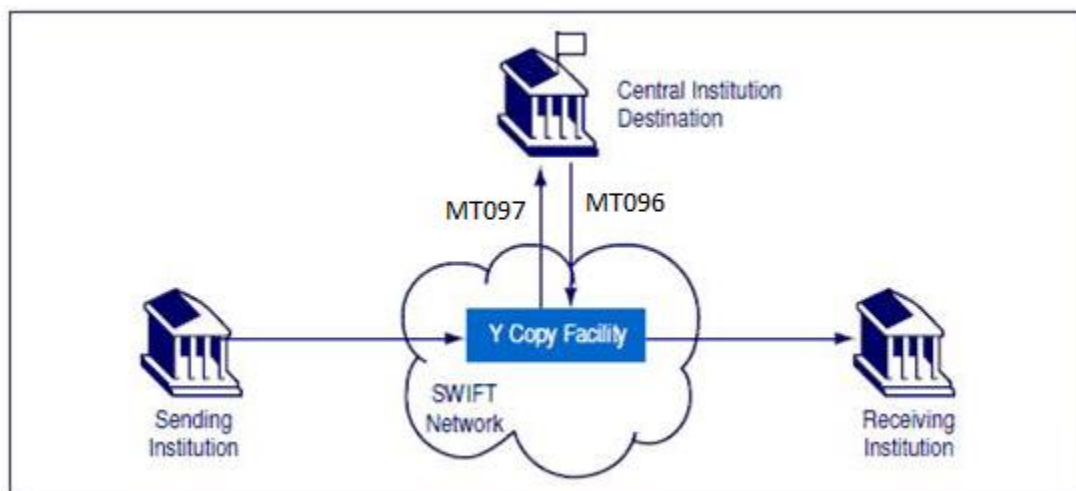 Central Institution
Destination
MT097
MT096
Y Copy Facility
SWIFT
Network
Sending
Institution
Receiving
Institution